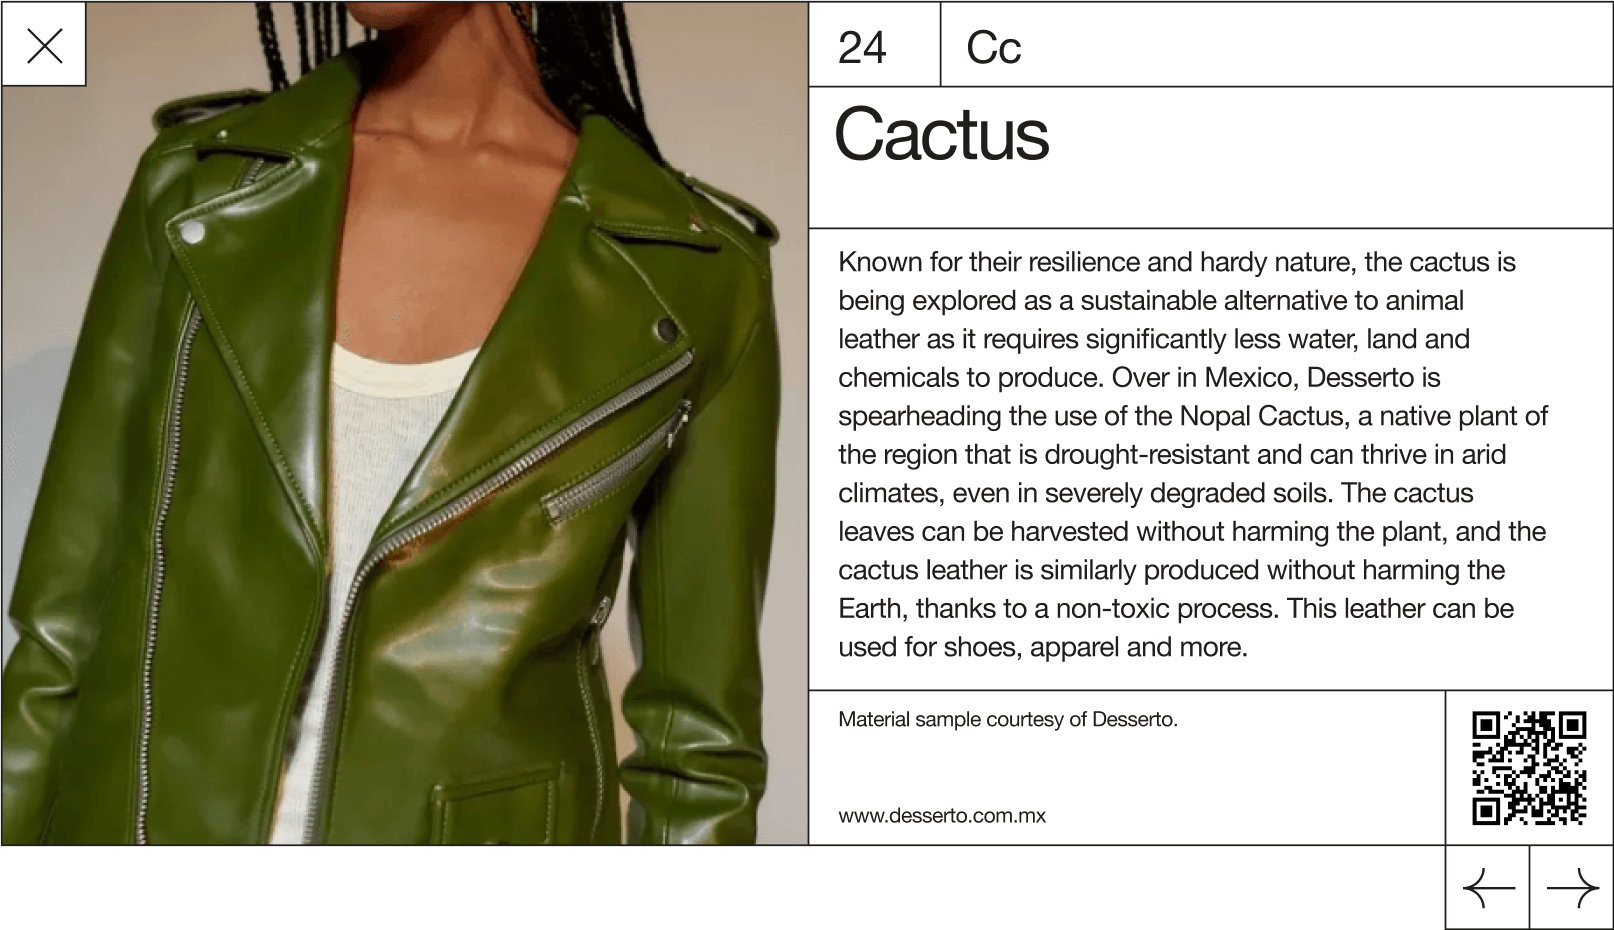 24
Cc
Cactus
Known for their resilience and hardy nature, the cactus is
being explored as a sustainable alternative to animal
leather as it requires significantly less water, land and
chemicals to produce. Over in Mexico, Desserto is
spearheading the use of the Nopal Cactus, a native plant of
the region that is drought-resistant and can thrive in arid
climates, even in severely degraded soils. The cactus
leaves can be harvested without harming the plant, and the
cactus leather is similarly produced without harming the
Earth, thanks to a non-toxic process. This leather can be
used for shoes, apparel and more.
Material sample courtesy of Desserto.
www.desserto.com.mx